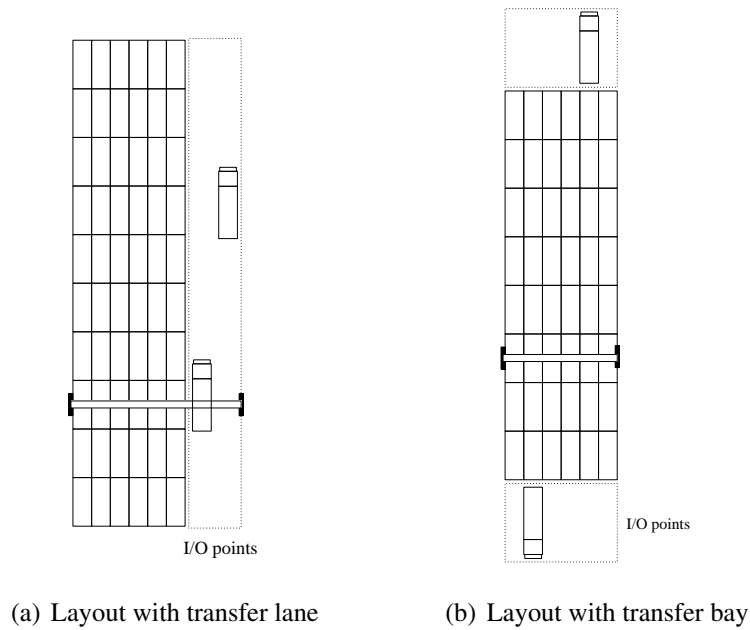 I/O points
I/O points
(a) Layout with transfer lane
(b) Layout with transfer bay